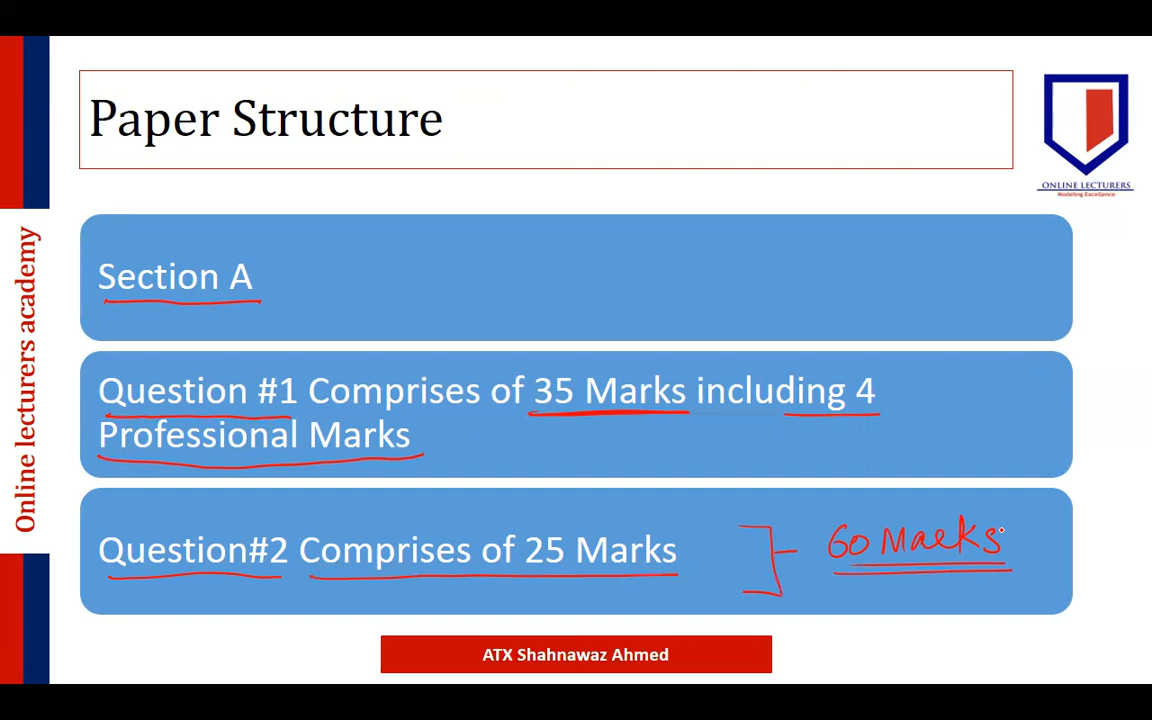 Paper Structure
ONLINE LECTURERS
Modeling Excellence
Online lecturers academy
Section A
Question #1 Comprises of 35 Marks including 4
Professional Marks
Question#2 Comprises of 25 Marks
60 Marks
ATX Shahnawaz Ahmed